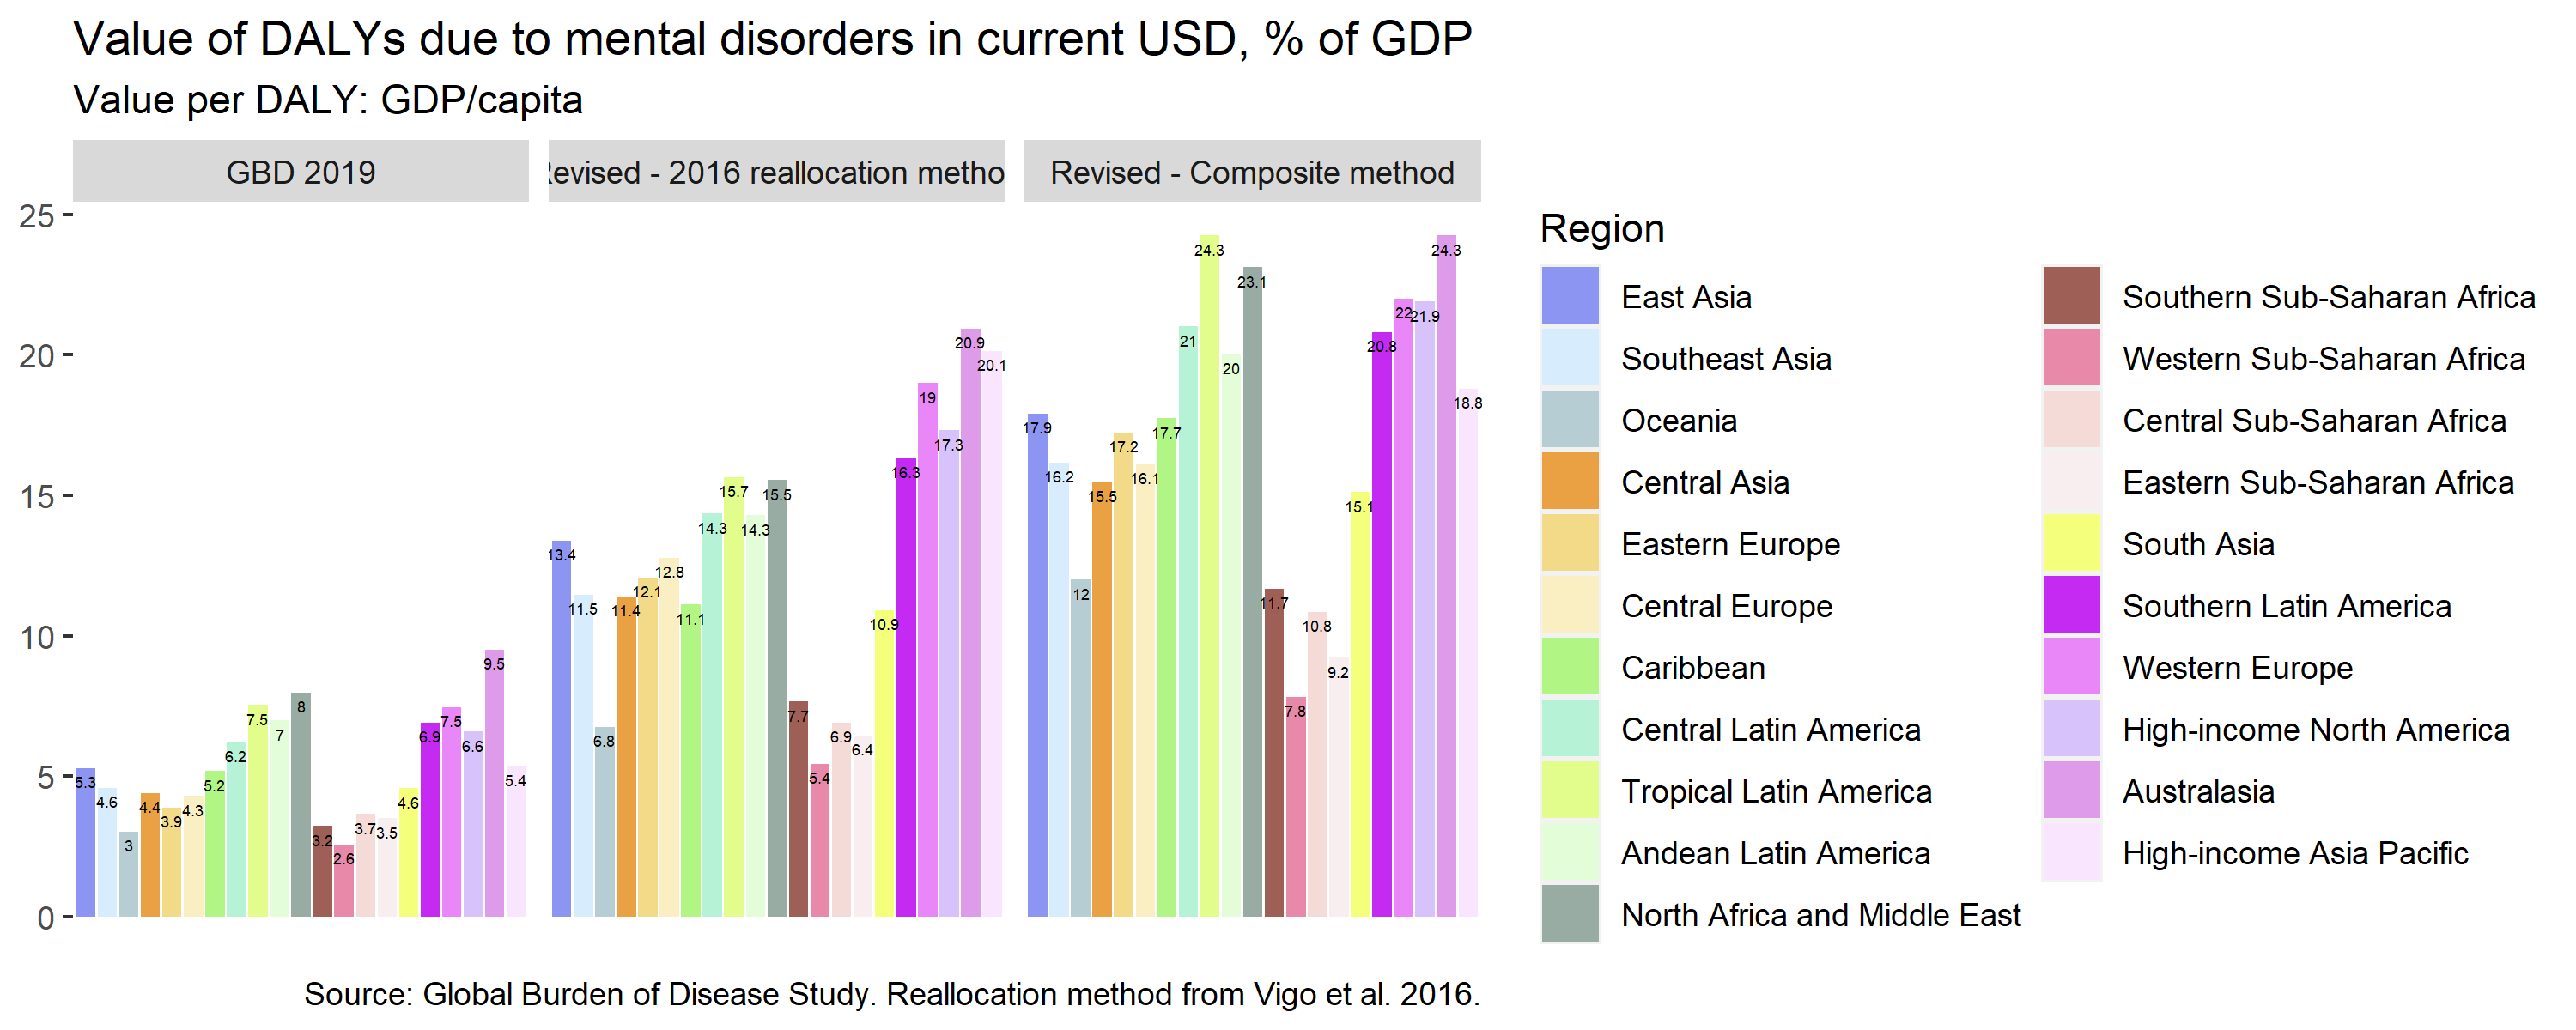 Value of DALYs due to mental disorders in current USD, % of GDP
Value per DALY: GDP/capita
GBD 2019
Revised - 2016 reallocation metho
Revised - Composite method
25
20
15
10
5
0
5.3
4.6
3
4.4
3.9
4.3
5.2
6.2
7.5
7
8
3.2
2.6
3.7
3.5
4.6
6.9
7.5
6.6
9.5
5.4
13.4
11.5
6.8
11.4
12.1
12.8
11.1
14.3
15.7
14.3
15.5
7.7
5.4
6.9
6.4
10.9
16.3
19
17.3
20.9
20.1
17.9
16.2
12
15.5
17.2
16.1
17.7
21
24.3
20
23.1
11.7
7.8
10.8
9.2
15.1
20.8
22
21.9
24.3
18.8
Region
East Asia
Southeast Asia
Oceania
Central Asia
Eastern Europe
Central Europe
Caribbean
Central Latin America
Tropical Latin America
Andean Latin America
North Africa and Middle East
Southern Sub-Saharan Africa
Western Sub-Saharan Africa
Central Sub-Saharan Africa
Eastern Sub-Saharan Africa
South Asia
Southern Latin America
Western Europe
High-income North America
Australasia
High-income Asia Pacific
Source: Global Burden of Disease Study. Reallocation method from Vigo et al. 2016.